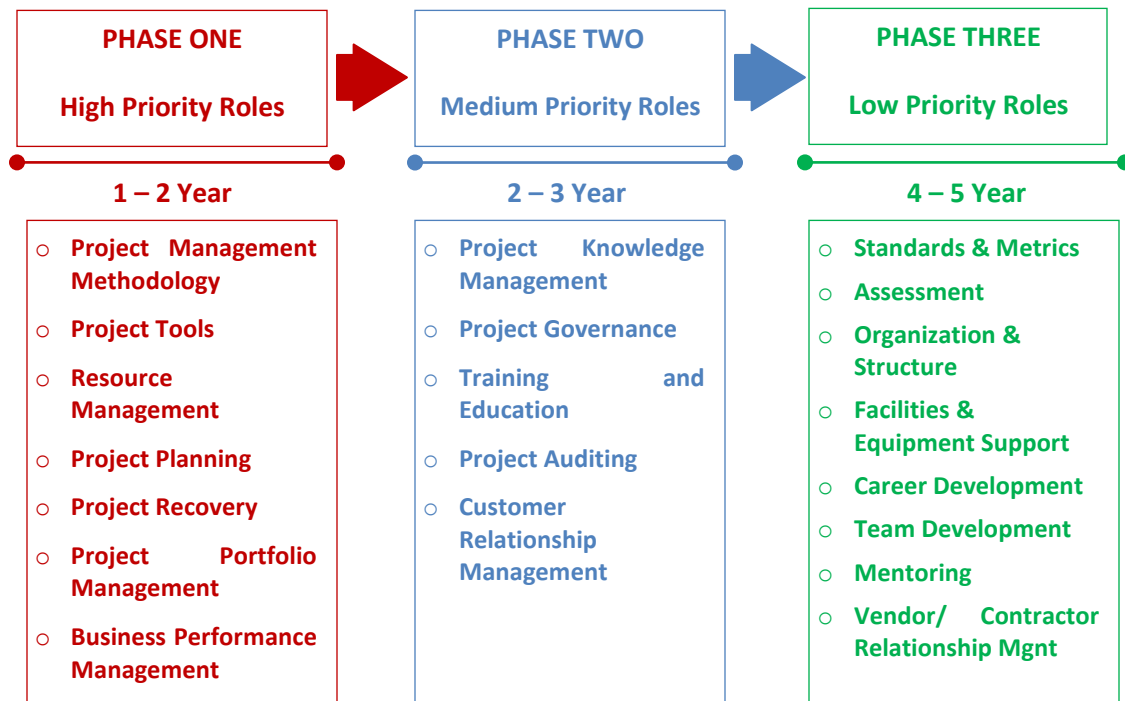 PHASE ONE
High Priority Roles
1 – 2 Year
o Project Management
Methodology
o Project Tools
o Resource
Management
o Project Planning
o Project Recovery
o Project Portfolio
Management
o Business Performance
Management
PHASE TWO
Medium Priority Roles
2 – 3 Year
o Project Knowledge
Management
o Project Governance
o Training and
Education
o Project Auditing
o Customer
Relationship
Management
PHASE THREE
Low Priority Roles
4 – 5 Year
o Standards & Metrics
o Assessment
o Organization &
Structure
o Facilities &
Equipment Support
o Career Development
o Team Development
o Mentoring
o Vendor/ Contractor
Relationship Mgnt